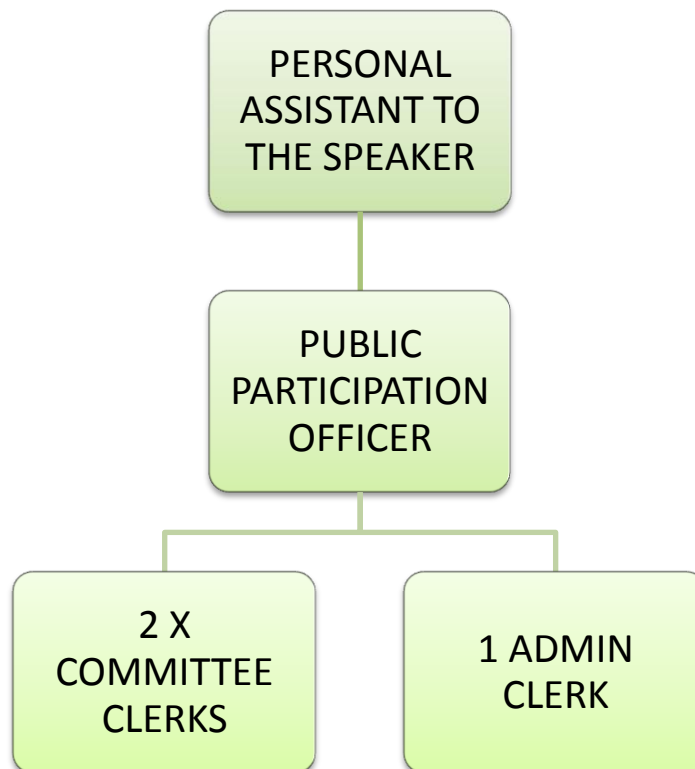 PERSONAL
ASSISTANT TO
THE SPEAKER
PUBLIC
PARTICIPATION
OFFICER
2 X
COMMITTEE
CLERKS
1 ADMIN
CLERK